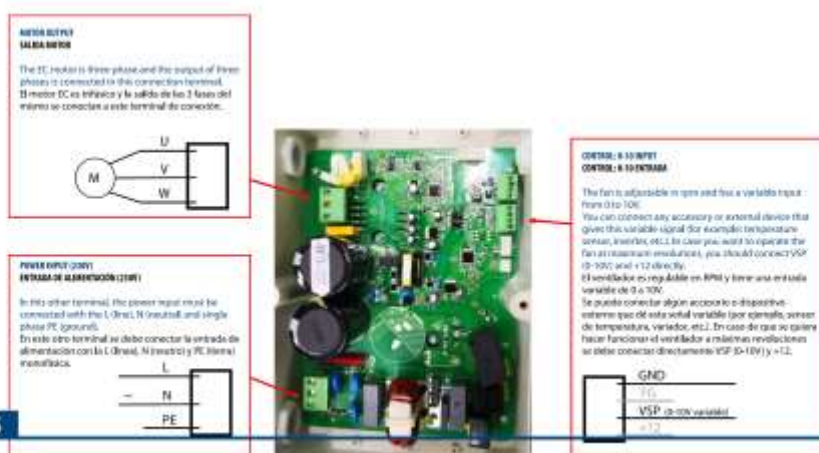 MOTOR OUTPUT
SALIDA MOTOR
The EC motor is three phase and the output of three
phases is connected in this connection terminal.
El motor EC es trifásico y la salida de las 3 fases del
mismo se conectan a este terminal de conexión.
U
V
W
M
POWER INPUT (230V)
ENTRADA DE ALIMENTACIÓN (230V)
In this other terminal, the power input must be
connected with the L (line), N (neutral) and single
phase PE (ground).
En este otro terminal se debe conectar la entrada de
alimentación con la L (línea), N (neutro) y PE (tierra)
monofásica.
L
~ N
PE
CONTROL: 0-10 INPUT
CONTROL: 0-10 ENTRADA
The fan is adjustable in rpm and has a variable input
from 0 to 10V.
You can connect any accessory or external device that
gives this variable signal (for example: temperature
sensor, inverter, etc.). In case you want to operate the
fan at maximum revolutions, you should connect VSP
(0-10V) and +12 directly.
El ventilador es regulable en RPM y tiene una entrada
variable de 0 a 10V.
Se puede conectar algún accesorio o dispositivo
externo que dé esta señal variable (por ejemplo, sensor
de temperatura, variador, etc.). En caso de que se quiera
hacer funcionar el ventilador a máximas revoluciones
se debe conectar directamente VSP (0-10V) y +12.
GND
FG
VSP (0-10V variable)
+12